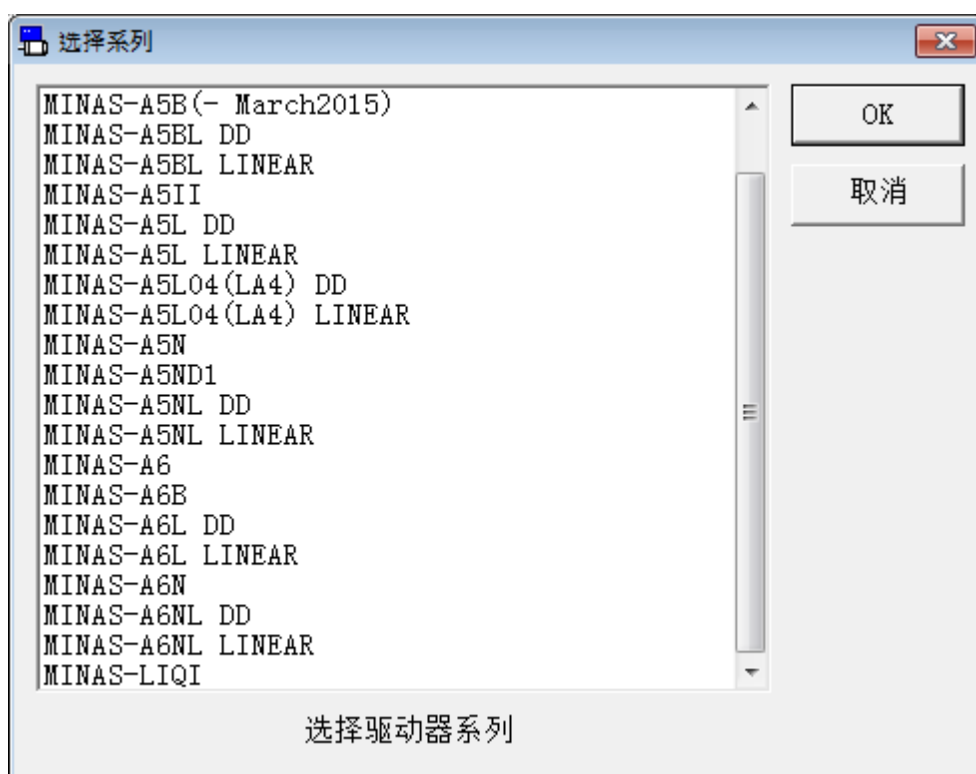 选择系列
MINAS-A5B(- March2015)
MINAS-A5BL DD
MINAS-A5BL LINEAR
MINAS-A5II
MINAS-A5L DD
MINAS-A5L LINEAR
MINAS-A5L04(LA4) DD
MINAS-A5L04(LA4) LINEAR
MINAS-A5N
MINAS-A5ND1
MINAS-A5NL DD
MINAS-A5NL LINEAR
MINAS-A6
MINAS-A6B
MINAS-A6L DD
MINAS-A6L LINEAR
MINAS-A6N
MINAS-A6NL DD
MINAS-A6NL LINEAR
MINAS-LIQI
OK
取消
选择驱动器系列